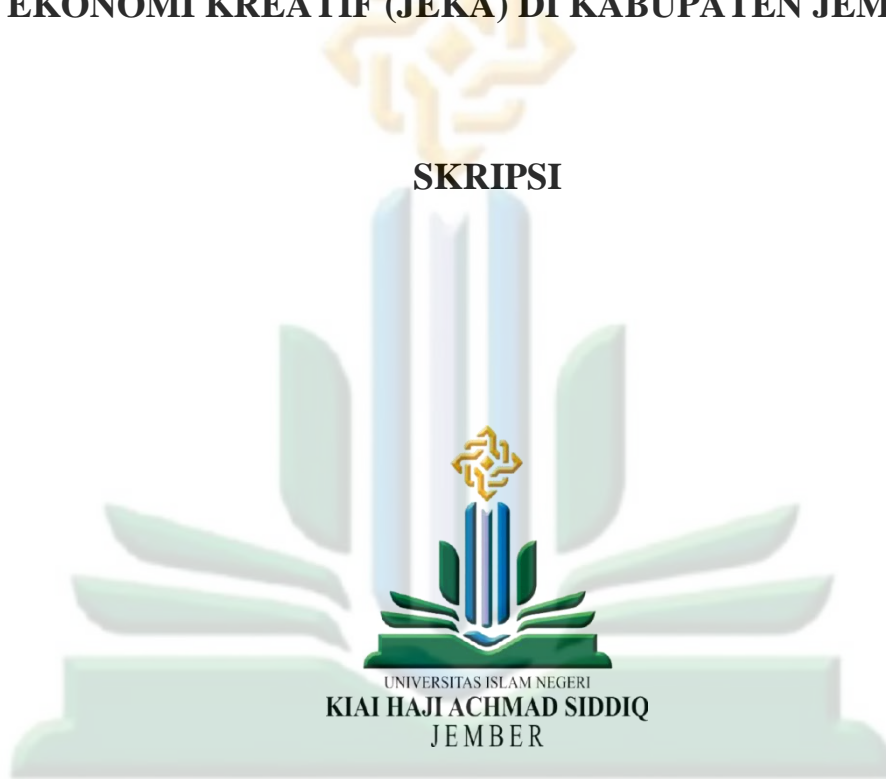 EKONOMI KREATIF (JEKA) DI KABUPATEN JEM
SKRIPSI
UNIVERSITAS ISLAM NEGERI
KIAI HAJI ACHMAD SIDDIQ
JEMBER